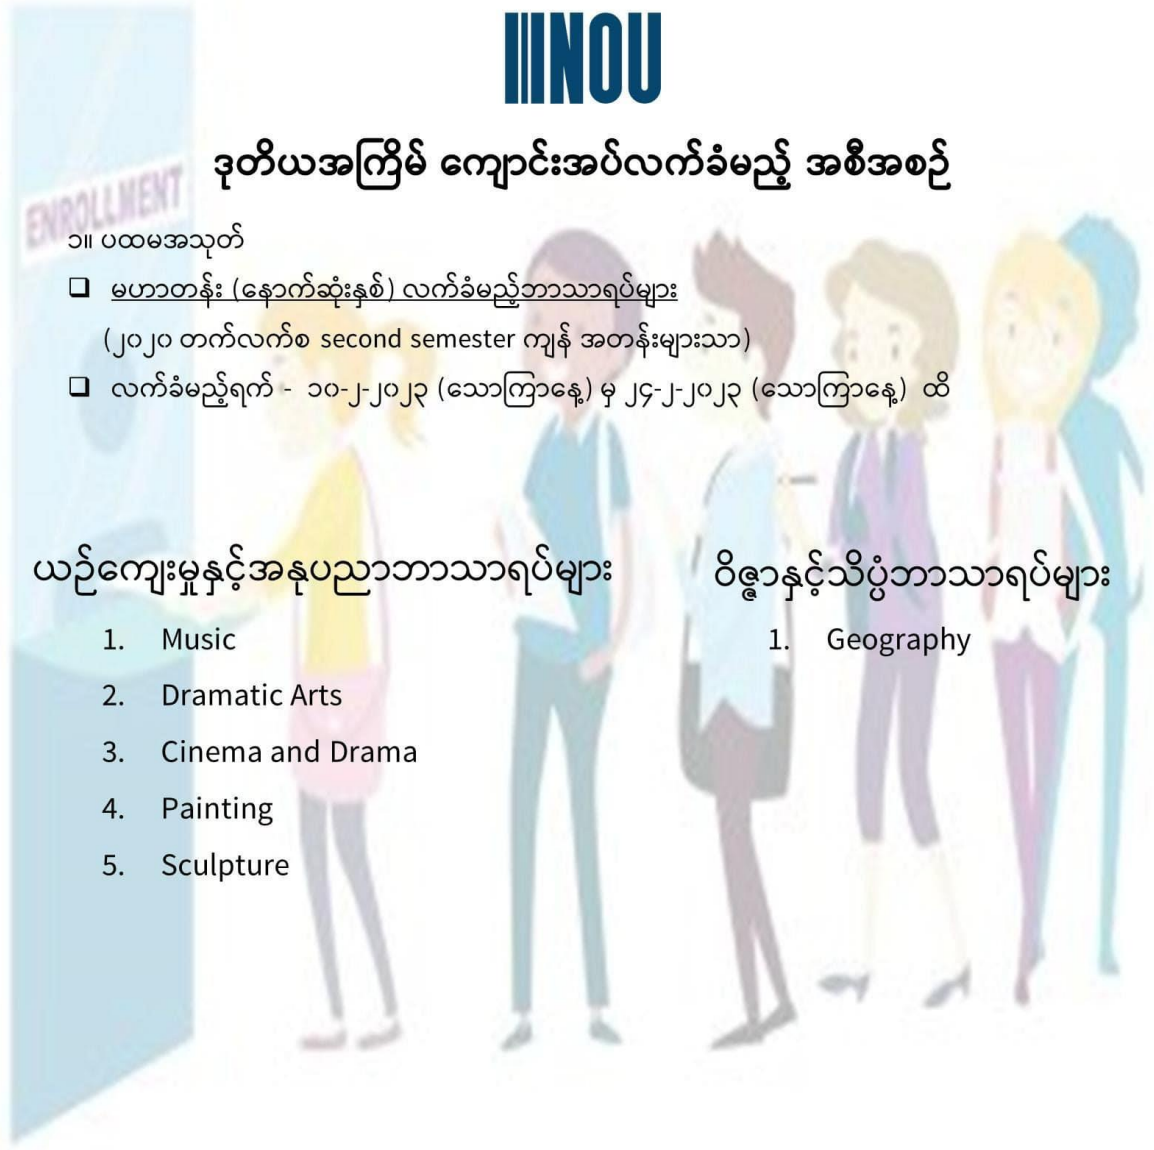 NOU
ဒုတိယအကြိမ် ကျောင်းအပ်လက်ခံမည့် အစီအစဉ်
ENROLLMENT
၁။ ပထမအသုတ်
မဟာတန်း (နောက်ဆုံးနှစ်) လက်ခံမည့်ဘာသာရပ်များ
(၂၀၂၀ တက်လက်စ second semester ကျန် အတန်းများသာ)
လက်ခံမည့်ရက် - ၁၀-၂-၂၀၂၃ (သောကြာနေ့) မှ ၂၄-၂-၂၀၂၃ (သောကြာနေ့) ထိ
ယဉ်ကျေးမှုနှင့်အနုပညာဘာသာရပ်များ
1. Music
2. Dramatic Arts
3. Cinema and Drama
4. Painting
5. Sculpture
ဝိဇ္ဇာနှင့်သိပ္ပံဘာသာရပ်များ
1. Geography